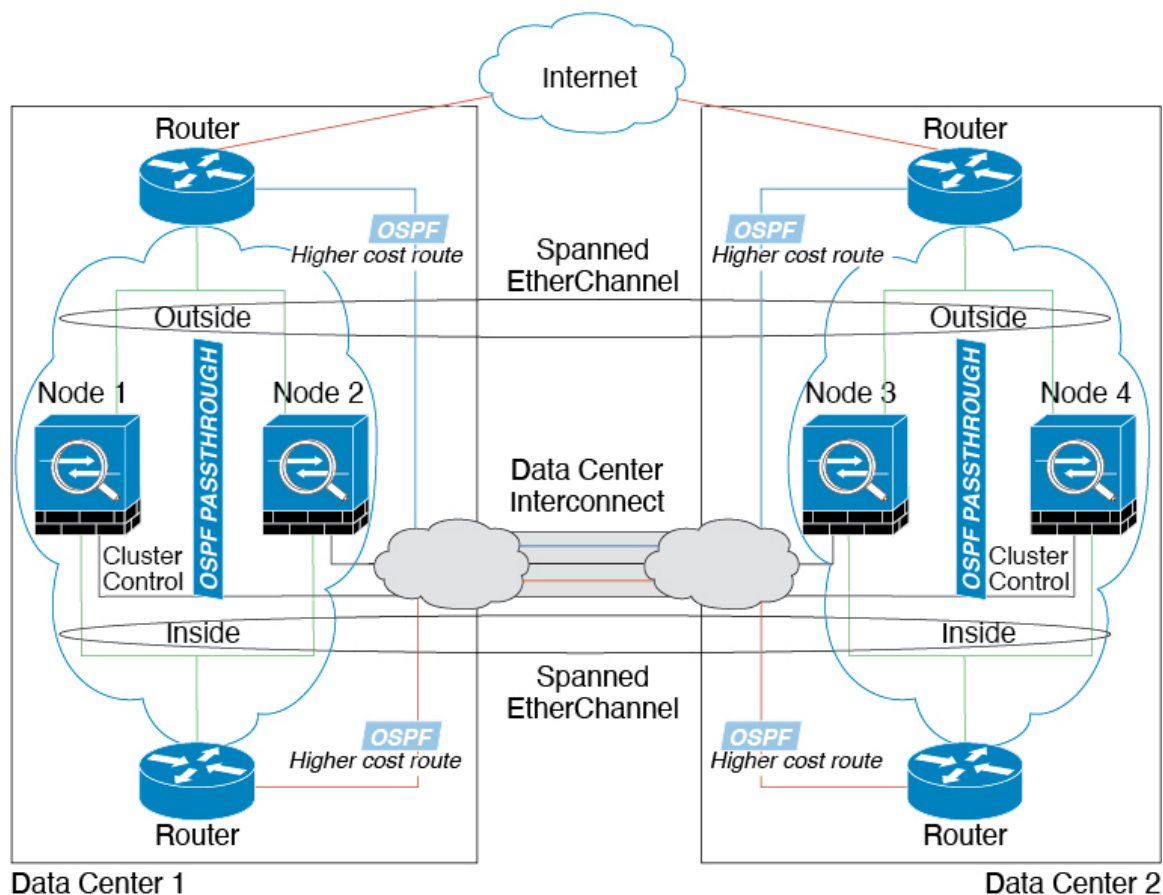 Internet
Router
Router
OSPF
Higher cost route
OSPF
Higher cost route
Spanned
EtherChannel
Outside
Outside
Node 1
Node 2
Node 3
Node 4
OSPF PASSTHROUGH
OSPF PASSTHROUGH
Data Center
Interconnect
Cluster
Control
Cluster
Control
Inside
Inside
Spanned
EtherChannel
OSPF
Higher cost route
OSPF
Higher cost route
Router
Router
Data Center 1
Data Center 2